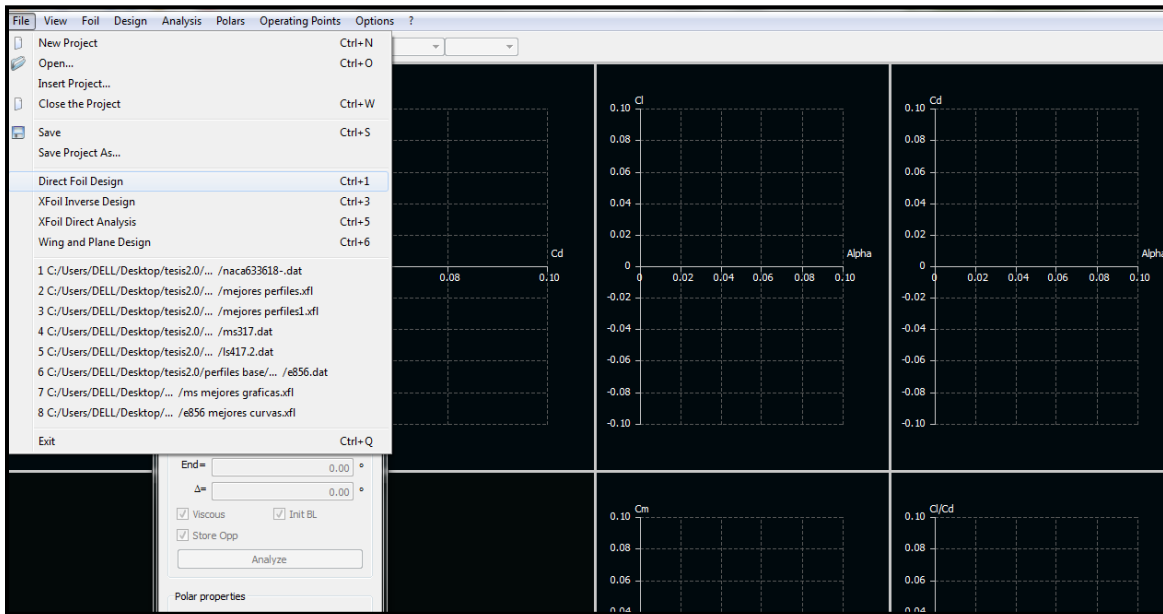 File View Foil Design Analysis Polars Operating Points Options ?
New Project Ctrl+N
Open... Ctrl+O
Insert Project...
Close the Project Ctrl+W
Save Ctrl+S
Save Project As...
Direct Foil Design Ctrl+1
XFoil Inverse Design Ctrl+3
XFoil Direct Analysis Ctrl+5
Wing and Plane Design Ctrl+6
1 C:/Users/DELL/Desktop/tesis2.0/... /naca633618-.dat
2 C:/Users/DELL/Desktop/tesis2.0/... /mejores perfiles.xfl
3 C:/Users/DELL/Desktop/tesis2.0/... /mejores perfiles1.xfl
4 C:/Users/DELL/Desktop/tesis2.0/... /ms317.dat
5 C:/Users/DELL/Desktop/tesis2.0/... /ls417.2.dat
6 C:/Users/DELL/Desktop/tesis2.0/perfiles base/... /e856.dat
7 C:/Users/DELL/Desktop/... /ms mejores graficas.xfl
8 C:/Users/DELL/Desktop/... /e856 mejores curvas.xfl
Exit Ctrl+Q
End= 0.00 °
Δ= 0.00 °
Viscous Init BL
Store Opp
Analyze
Polar properties
Cd
0.08 0.10
Cl
0.10
0.08
0.06
0.04
0.02
Alpha
0
0 0.02 0.04 0.06 0.08 0.10
-0.02
-0.04
-0.06
-0.08
-0.10
Cd
0.10
0.08
0.06
0.04
0.02
Alpha
0
0 0.02 0.04 0.06 0.08 0.10
-0.02
-0.04
-0.06
-0.08
-0.10
Cm
0.10
0.08
0.06
0.04
Cl/Cd
0.10
0.08
0.06
0.04